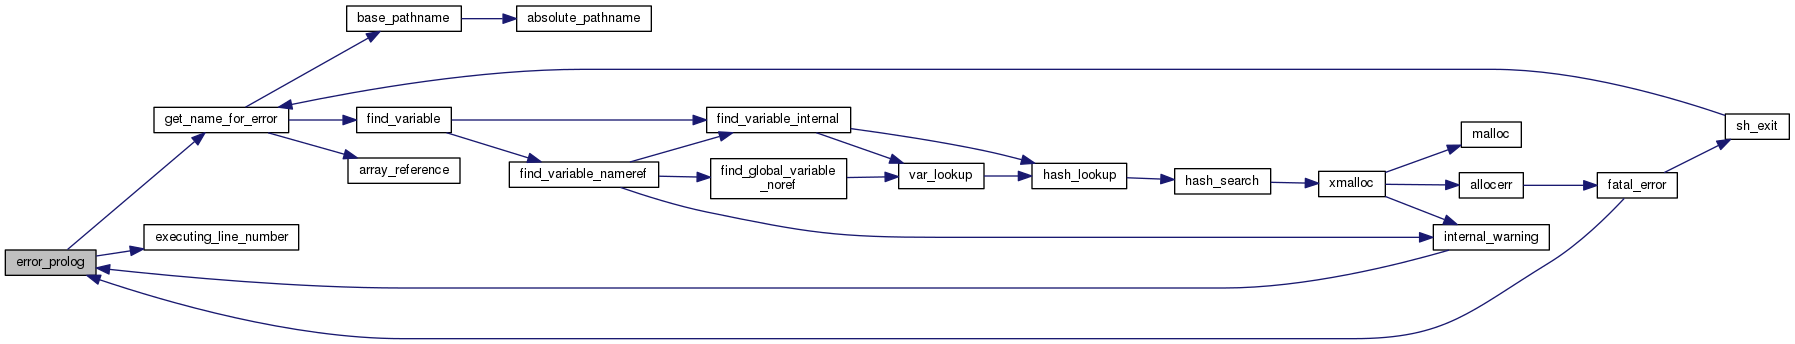 base_pathname
absolute_pathname
get_name_for_error
find_variable
find_variable_internal
sh_exit
malloc
array_reference
find_variable_nameref
find_global_variable
_noref
var_lookup
hash_lookup
hash_search
xmalloc
allocerr
fatal_error
executing_line_number
internal_warning
error_prolog